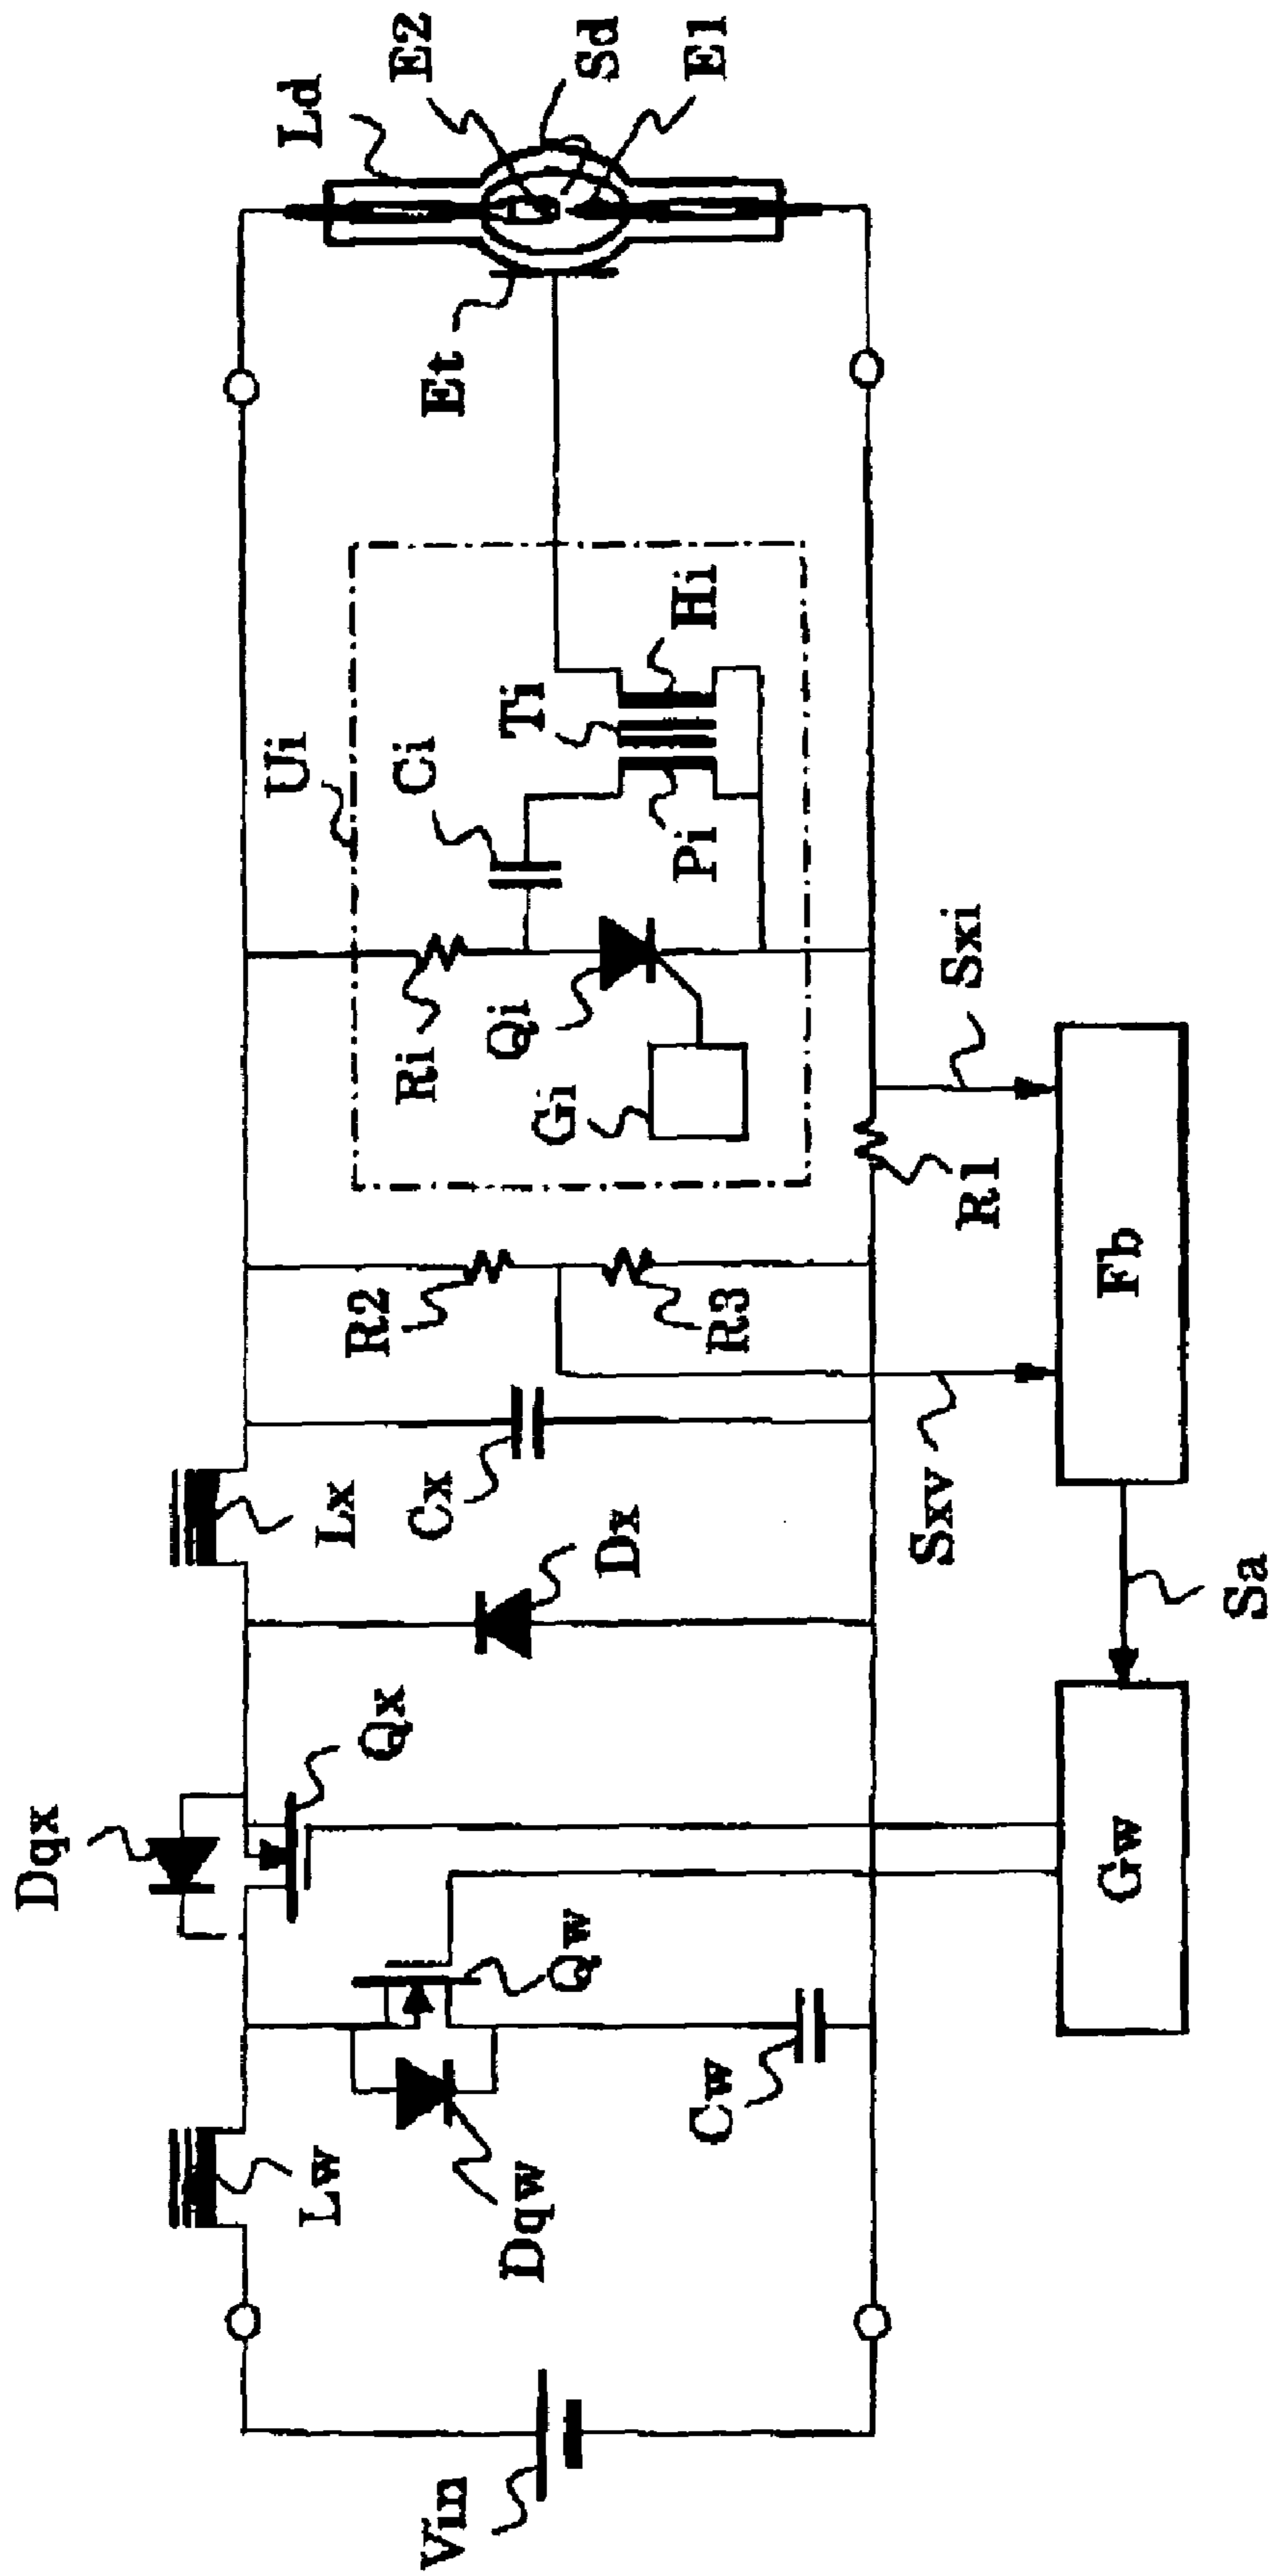 Ld
E2
Sd
E1
Et
Ui
Ci
Ti
Hi
Pi
Ri
Qi
Gi
Sxi
R1
Fb
R2
R3
Sxv
Lx
Cx
Dx
Sa
Dqx
Qx
Gw
Qw
Cw
Lw
Dqw
Vin